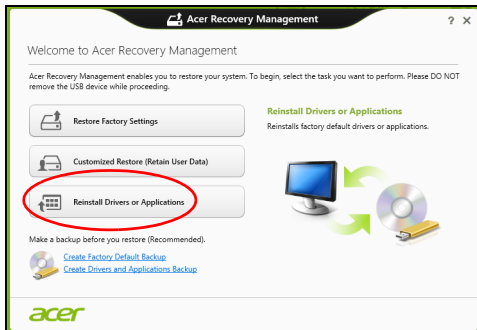 Acer Recovery Management
? ×
Welcome to Acer Recovery Management
Acer Recovery Management enables you to restore your system. To begin, select the task you want to perform. Please DO NOT
remove the USB device while proceeding.
Restore Factory Settings
Customized Restore (Retain User Data)
Reinstall Drivers or Applications
Reinstall Drivers or Applications
Reinstalls factory default drivers or applications.
Make a backup before you restore (Recommended).
Create Factory Default Backup
Create Drivers and Applications Backup
acer